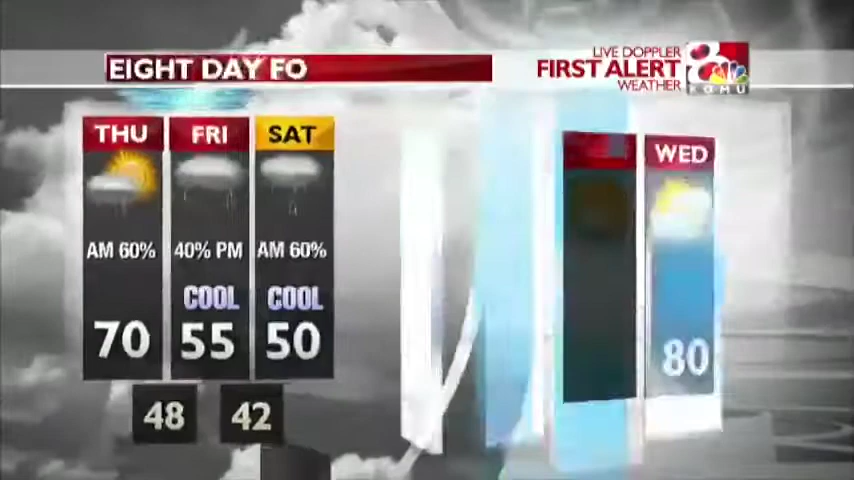 LIVE DOPPLER
EIGHT DAY FO
FIRST ALERT
WEATHER
8
KOMU
THU FRI SAT WED
AM 60% 40% PM AM 60%
COOL COOL
70 55 50 80
48 42